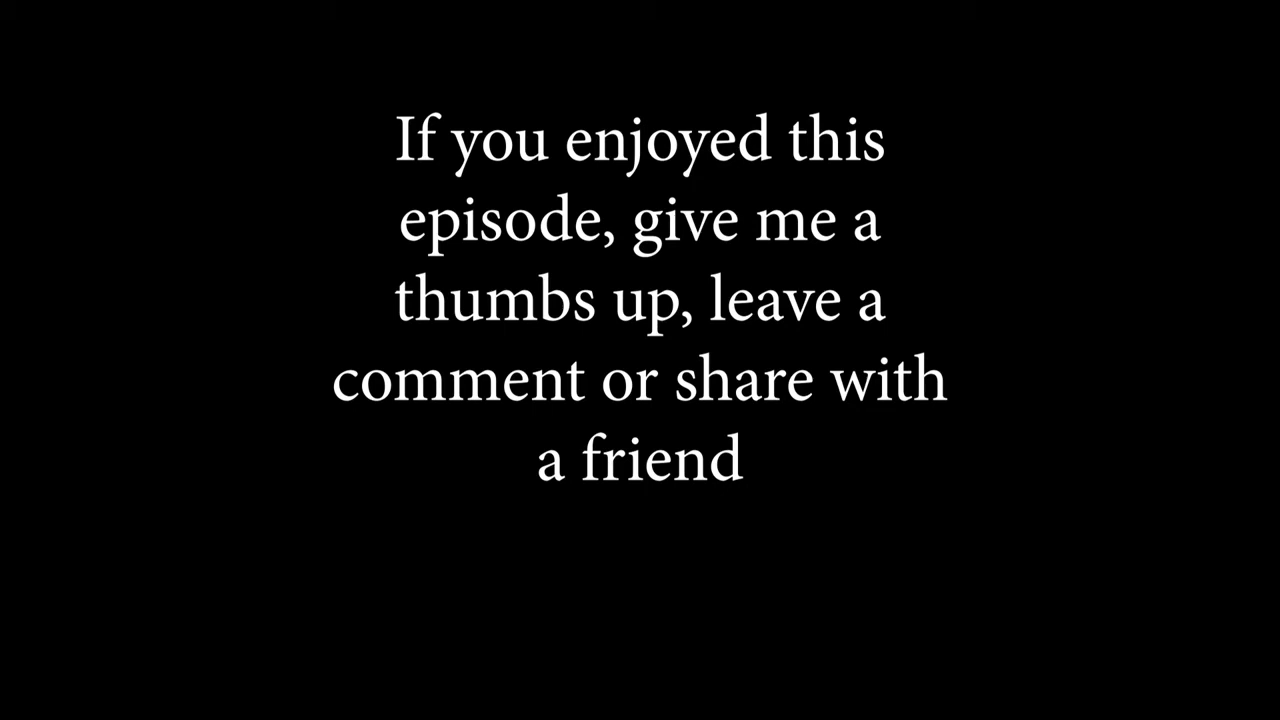 If you enjoyed this
episode, give me a
thumbs up, leave a
comment or share with
a friend